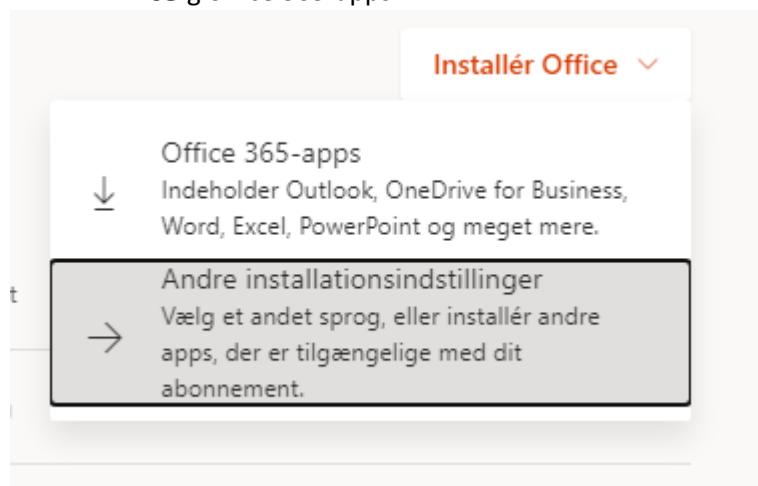 Installér Office
Office 365-apps
Indeholder Outlook, OneDrive for Business,
Word, Excel, PowerPoint og meget mere.
Andre installationsindstillinger
Vælg et andet sprog, eller installér andre
apps, der er tilgængelige med dit
abonnement.
t